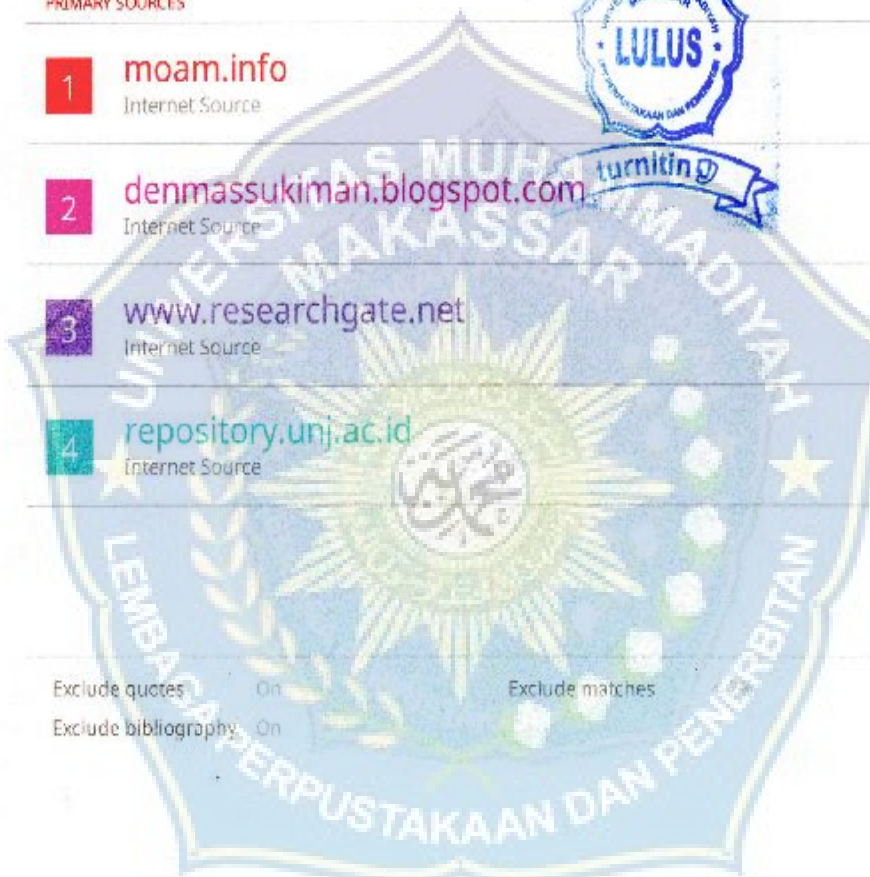 PRIMARY SOURCES
LULUS
turnitin
1
moam.info
Internet Source
2
denmassukiman.blogspot.com
Internet Source
3
www.researchgate.net
Internet Source
4
repository.unj.ac.id
Internet Source
UNIVERSITAS MUHAMMADIYAH
MAKASSAR
محمد
LEMBAGA PERPUSTAKAAN DAN PENERBITAN
Exclude quotes On
Exclude matches
Exclude bibliography On